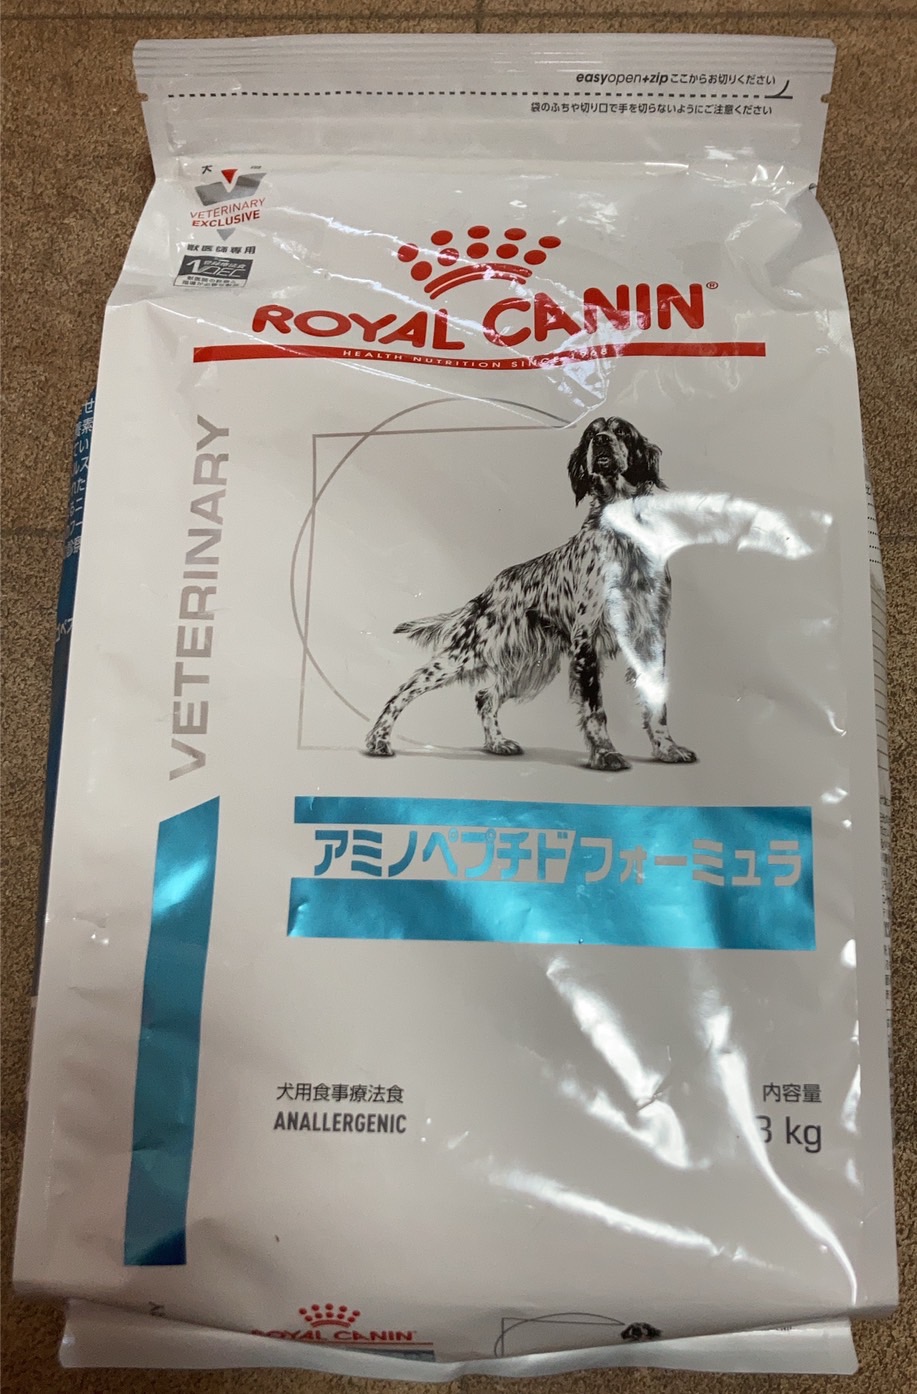 easyopen+zip ここからお切りください
袋のふちや切り口で手を切らないようにご注意ください
犬
VETERINARY
EXCLUSIVE
獣医師専用
ROYAL CANIN®
HEALTH NUTRITION SINCE 1968
VETERINARY
アミノペプチドフォーミュラ
犬用食事療法食
ANALLERGENIC
内容量
3 kg
ROYAL CANIN